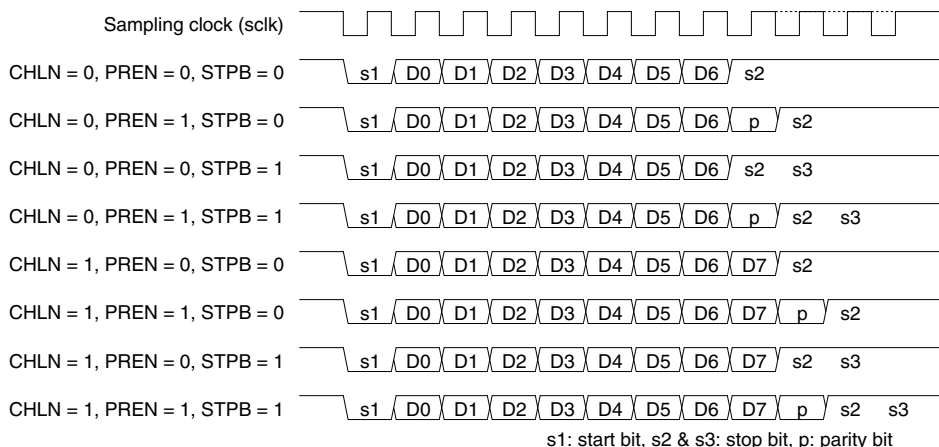 Sampling clock (sclk)
CHLN = 0, PREN = 0, STPB = 0 s1 D0 D1 D2 D3 D4 D5 D6 s2
CHLN = 0, PREN = 1, STPB = 0 s1 D0 D1 D2 D3 D4 D5 D6 p s2
CHLN = 0, PREN = 0, STPB = 1 s1 D0 D1 D2 D3 D4 D5 D6 s2 s3
CHLN = 0, PREN = 1, STPB = 1 s1 D0 D1 D2 D3 D4 D5 D6 p s2 s3
CHLN = 1, PREN = 0, STPB = 0 s1 D0 D1 D2 D3 D4 D5 D6 D7 s2
CHLN = 1, PREN = 1, STPB = 0 s1 D0 D1 D2 D3 D4 D5 D6 D7 p s2
CHLN = 1, PREN = 0, STPB = 1 s1 D0 D1 D2 D3 D4 D5 D6 D7 s2 s3
CHLN = 1, PREN = 1, STPB = 1 s1 D0 D1 D2 D3 D4 D5 D6 D7 p s2 s3
s1: start bit, s2 & s3: stop bit, p: parity bit